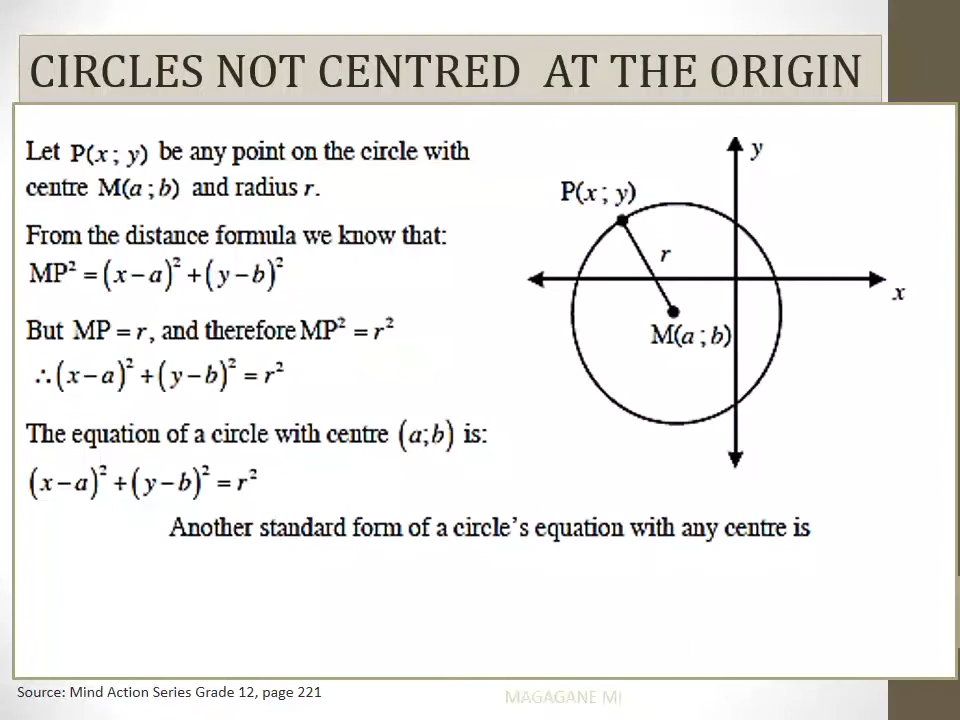 CIRCLES NOT CENTRED AT THE ORIGIN
Let P(x ; y) be any point on the circle with
centre M(a ; b) and radius r.
From the distance formula we know that:
MP² = (x − a)² + (y − b)²
But MP = r, and therefore MP² = r²
∴ (x − a)² + (y − b)² = r²
The equation of a circle with centre (a; b) is:
(x − a)² + (y − b)² = r²
Another standard form of a circle's equation with any centre is
y
P(x ; y)
r
x
M(a ; b)
Source: Mind Action Series Grade 12, page 221
MAGAGANE MI